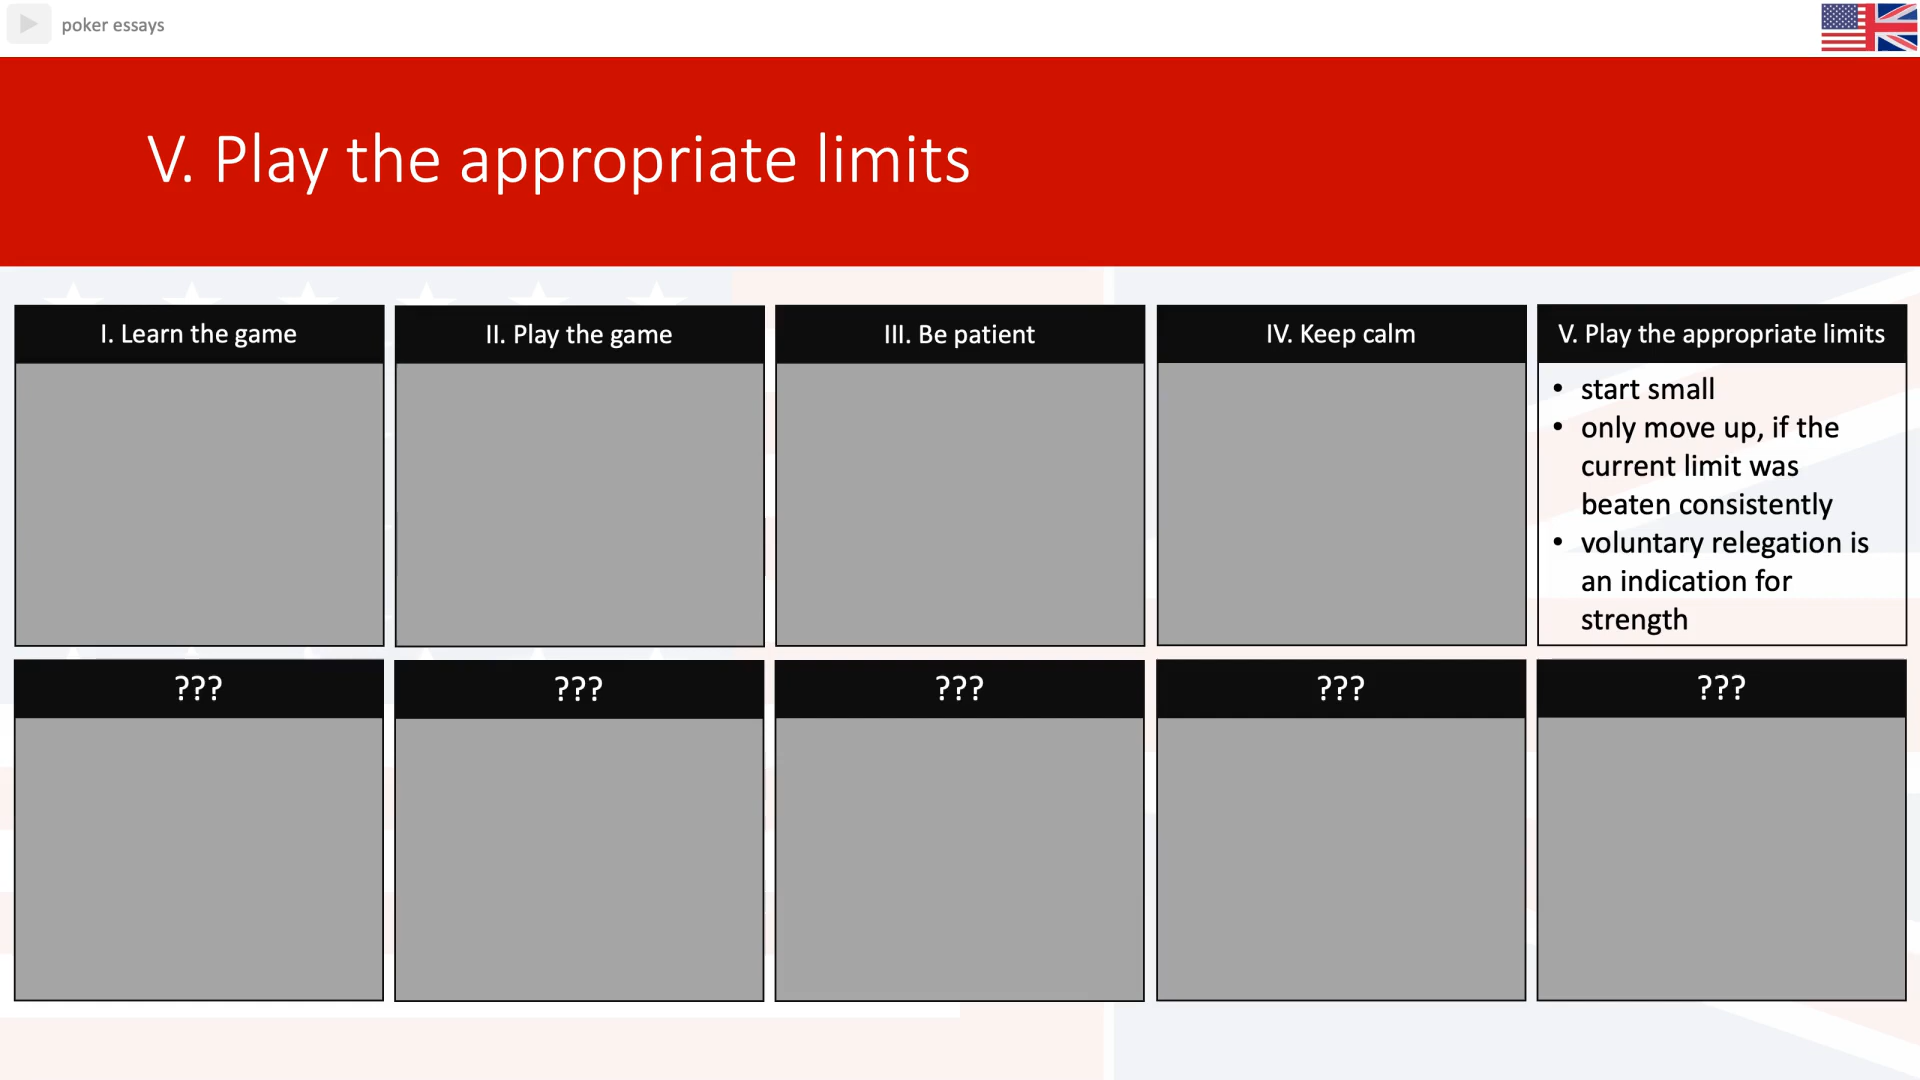 poker essays
V. Play the appropriate limits
I. Learn the game
II. Play the game
III. Be patient
IV. Keep calm
V. Play the appropriate limits
• start small
• only move up, if the
current limit was
beaten consistently
• voluntary relegation is
an indication for
strength
???
???
???
???
???